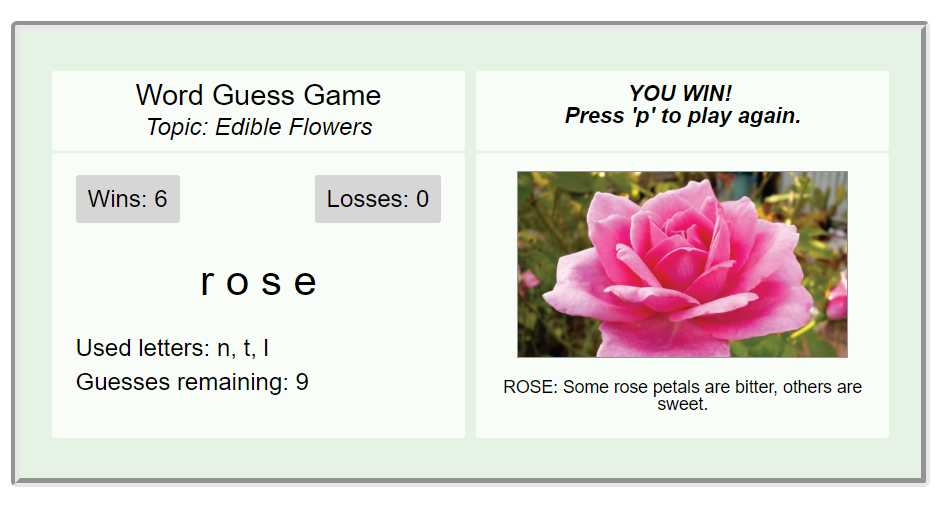 Word Guess Game
Topic: Edible Flowers
YOU WIN!
Press 'p' to play again.
Wins: 6
Losses: 0
r o s e
Used letters: n, t, l
Guesses remaining: 9
ROSE: Some rose petals are bitter, others are
sweet.